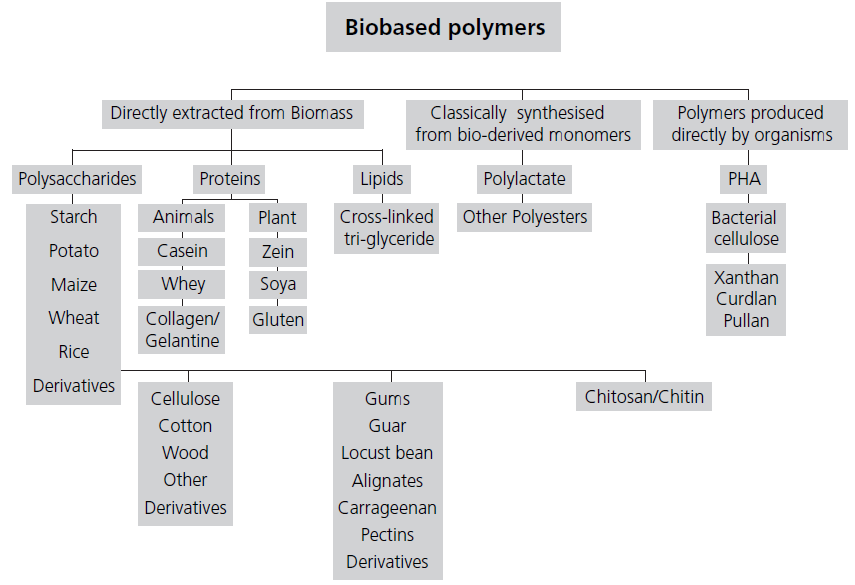 Biobased polymers
Directly extracted from Biomass
Classically synthesised
from bio-derived monomers
Polymers produced
directly by organisms
Polysaccharides
Proteins
Lipids
Polylactate
PHA
Starch
Potato
Maize
Wheat
Rice
Derivatives
Animals
Casein
Whey
Collagen/
Gelantine
Plant
Zein
Soya
Gluten
Cross-linked
tri-glyceride
Other Polyesters
Bacterial
cellulose
Xanthan
Curdlan
Pullan
Cellulose
Cotton
Wood
Other
Derivatives
Gums
Guar
Locust bean
Alignates
Carrageenan
Pectins
Derivatives
Chitosan/Chitin